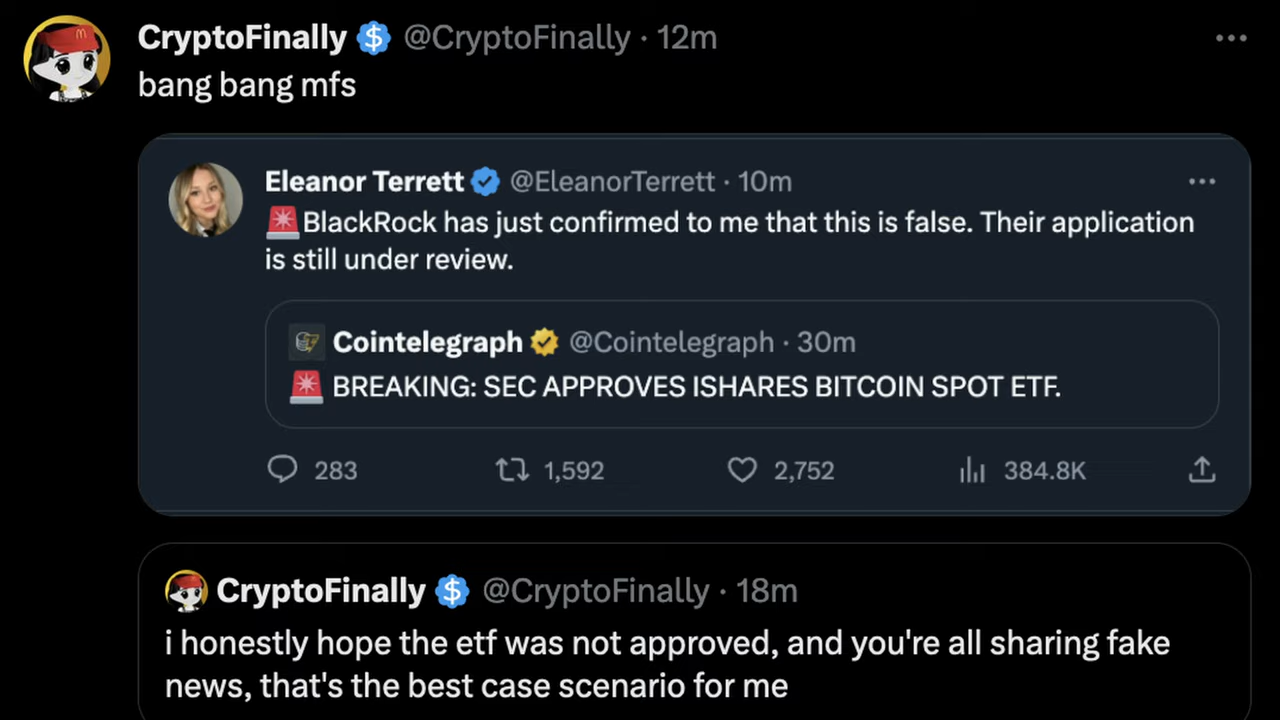 CryptoFinally @CryptoFinally · 12m
bang bang mfs
Eleanor Terrett @EleanorTerrett · 10m
🚨BlackRock has just confirmed to me that this is false. Their application
is still under review.
Cointelegraph @Cointelegraph · 30m
🚨 BREAKING: SEC APPROVES ISHARES BITCOIN SPOT ETF.
283 1,592 2,752 384.8K
CryptoFinally @CryptoFinally · 18m
i honestly hope the etf was not approved, and you're all sharing fake
news, that's the best case scenario for me